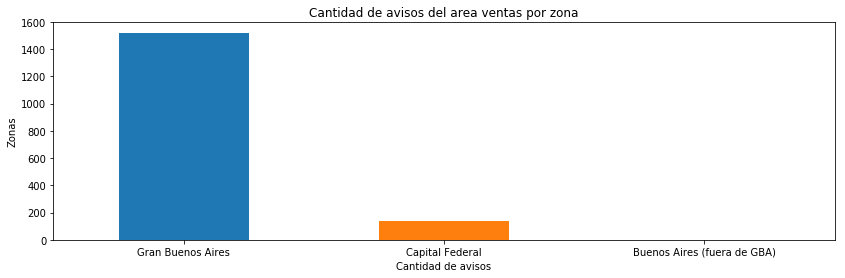 Cantidad de avisos del area ventas por zona
1600
1400
1200
1000
800
600
400
200
0
Zonas
Gran Buenos Aires
Capital Federal
Buenos Aires (fuera de GBA)
Cantidad de avisos